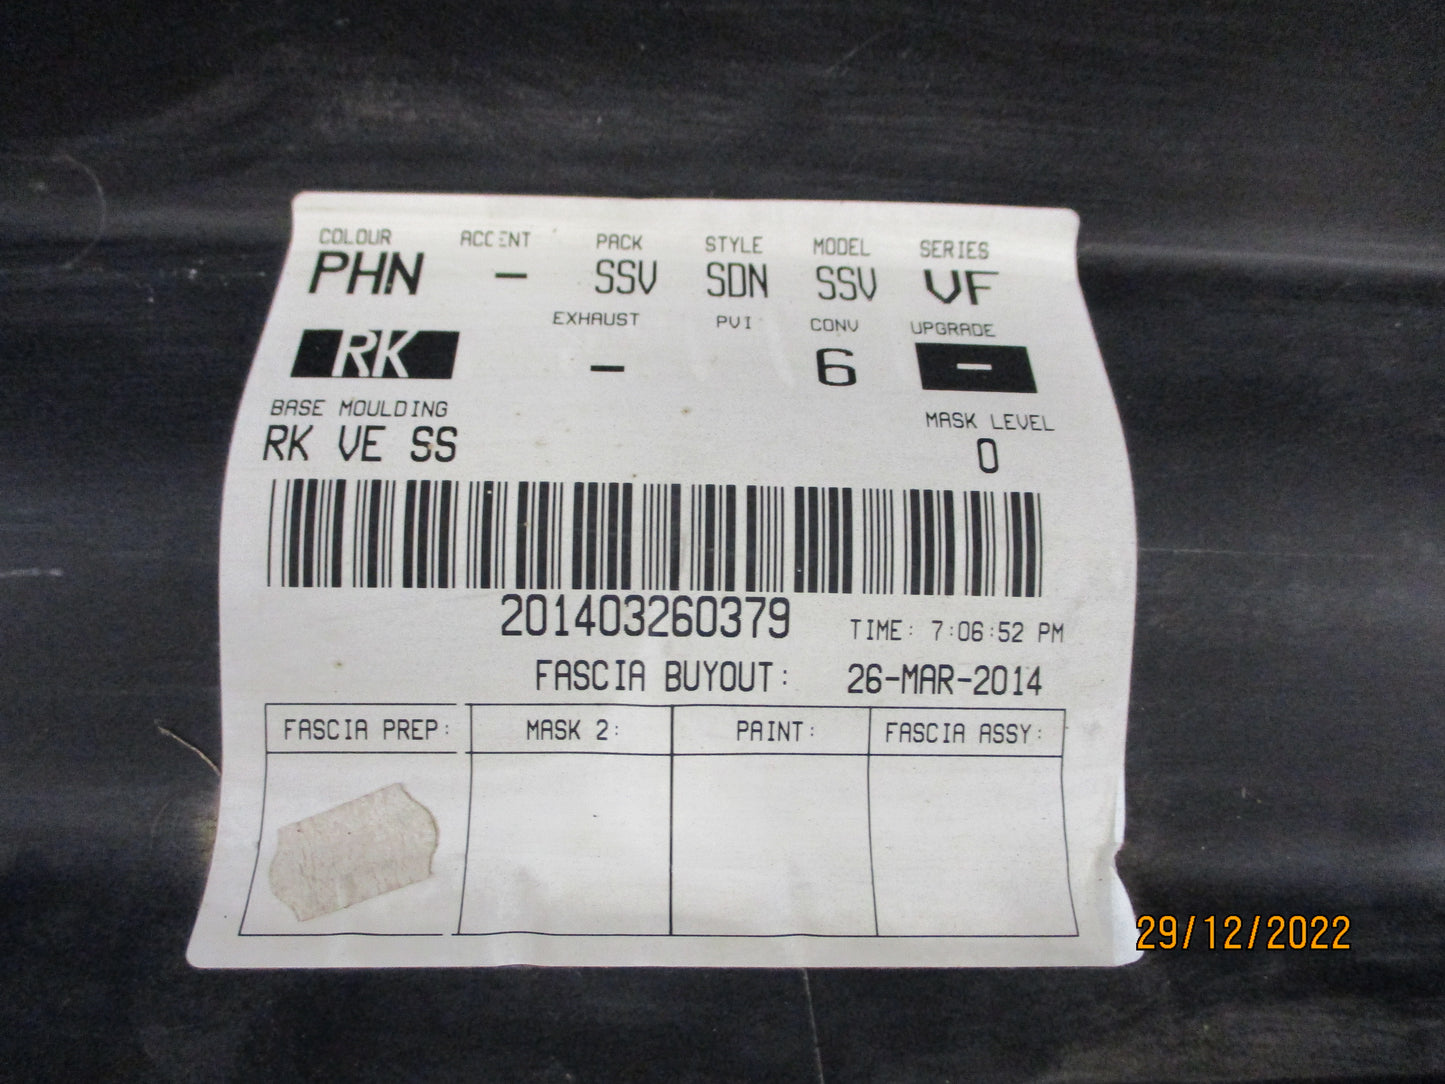 COLOUR ACCENT PACK STYLE MODEL SERIES
PHN - SSV SDN SSV VF
EXHAUST PVI CONV UPGRADE
RK - 6 -
BASE MOULDING MASK LEVEL
RK VE SS 0
201403260379 TIME: 7:06:52 PM
FASCIA BUYOUT: 26-MAR-2014
FASCIA PREP: MASK 2: PAINT: FASCIA ASSY:
29/12/2022